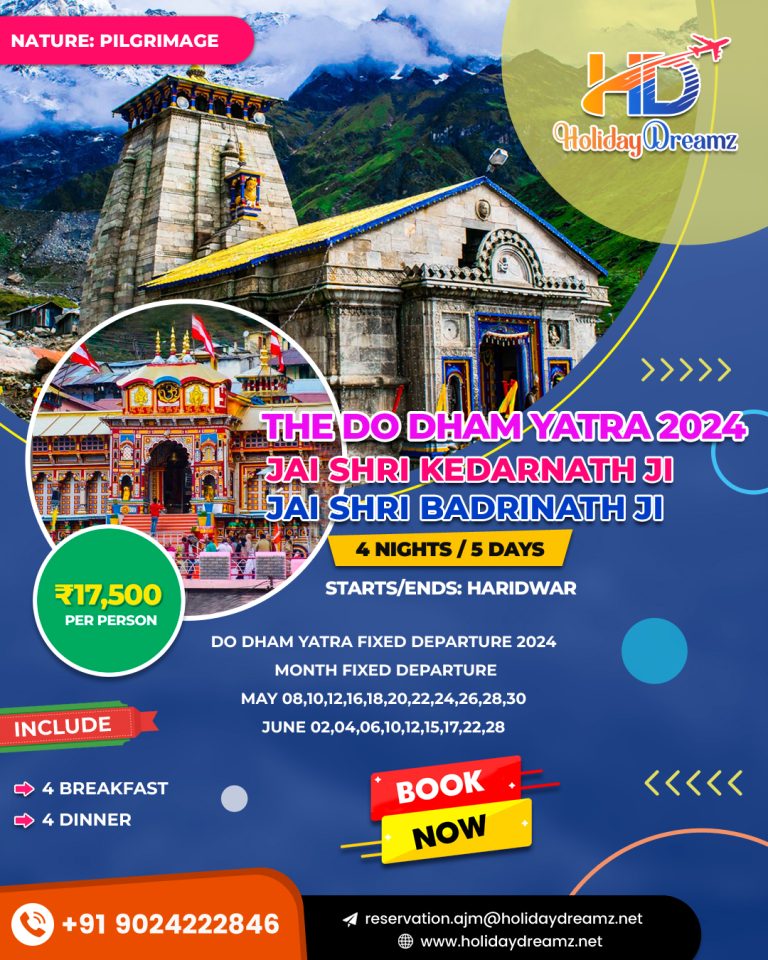 NATURE: PILGRIMAGE
HD
Holiday Dreamz
THE DO DHAM YATRA 2024
JAI SHRI KEDARNATH JI
JAI SHRI BADRINATH JI
4 NIGHTS / 5 DAYS
STARTS/ENDS: HARIDWAR
₹17,500
PER PERSON
DO DHAM YATRA FIXED DEPARTURE 2024
MONTH FIXED DEPARTURE
MAY 08,10,12,16,18,20,22,24,26,28,30
JUNE 02,04,06,10,12,15,17,22,28
INCLUDE
4 BREAKFAST
4 DINNER
BOOK
NOW
+91 9024222846
reservation.ajm@holidaydreamz.net
www.holidaydreamz.net